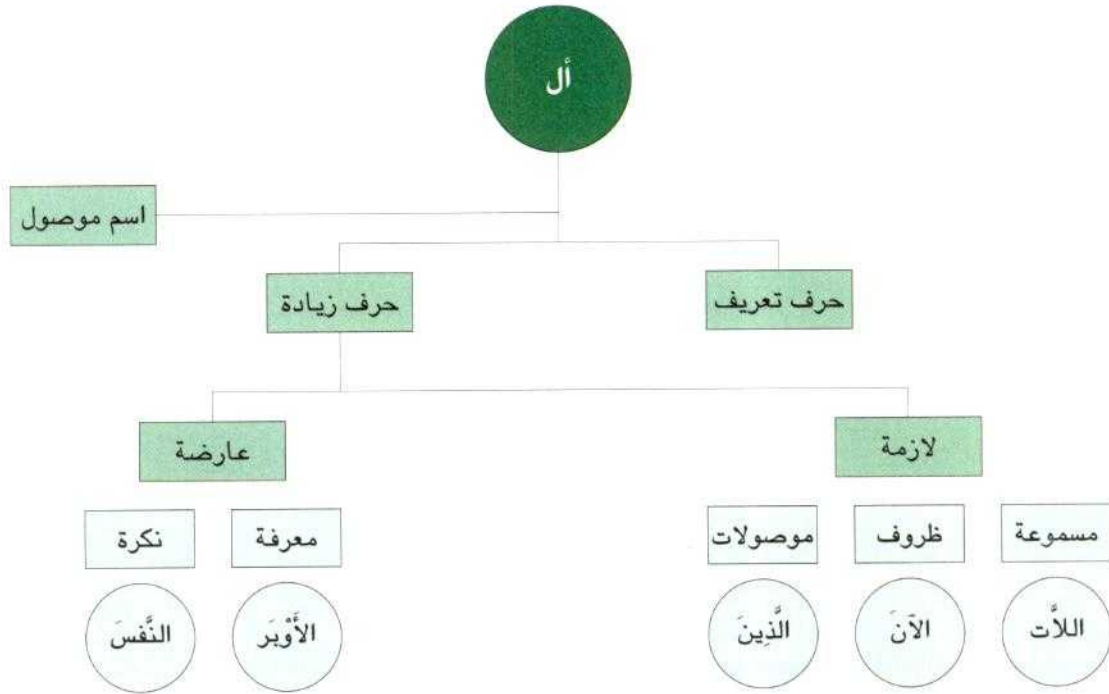 أل
اسم موصول
حرف تعريف
حرف زيادة
لازمة
عارضة
مسموعة
ظروف
موصولات
معرفة
نكرة
اللاَّت
الآنَ
الَّذِينَ
الأَوْبَر
النَّفسَ